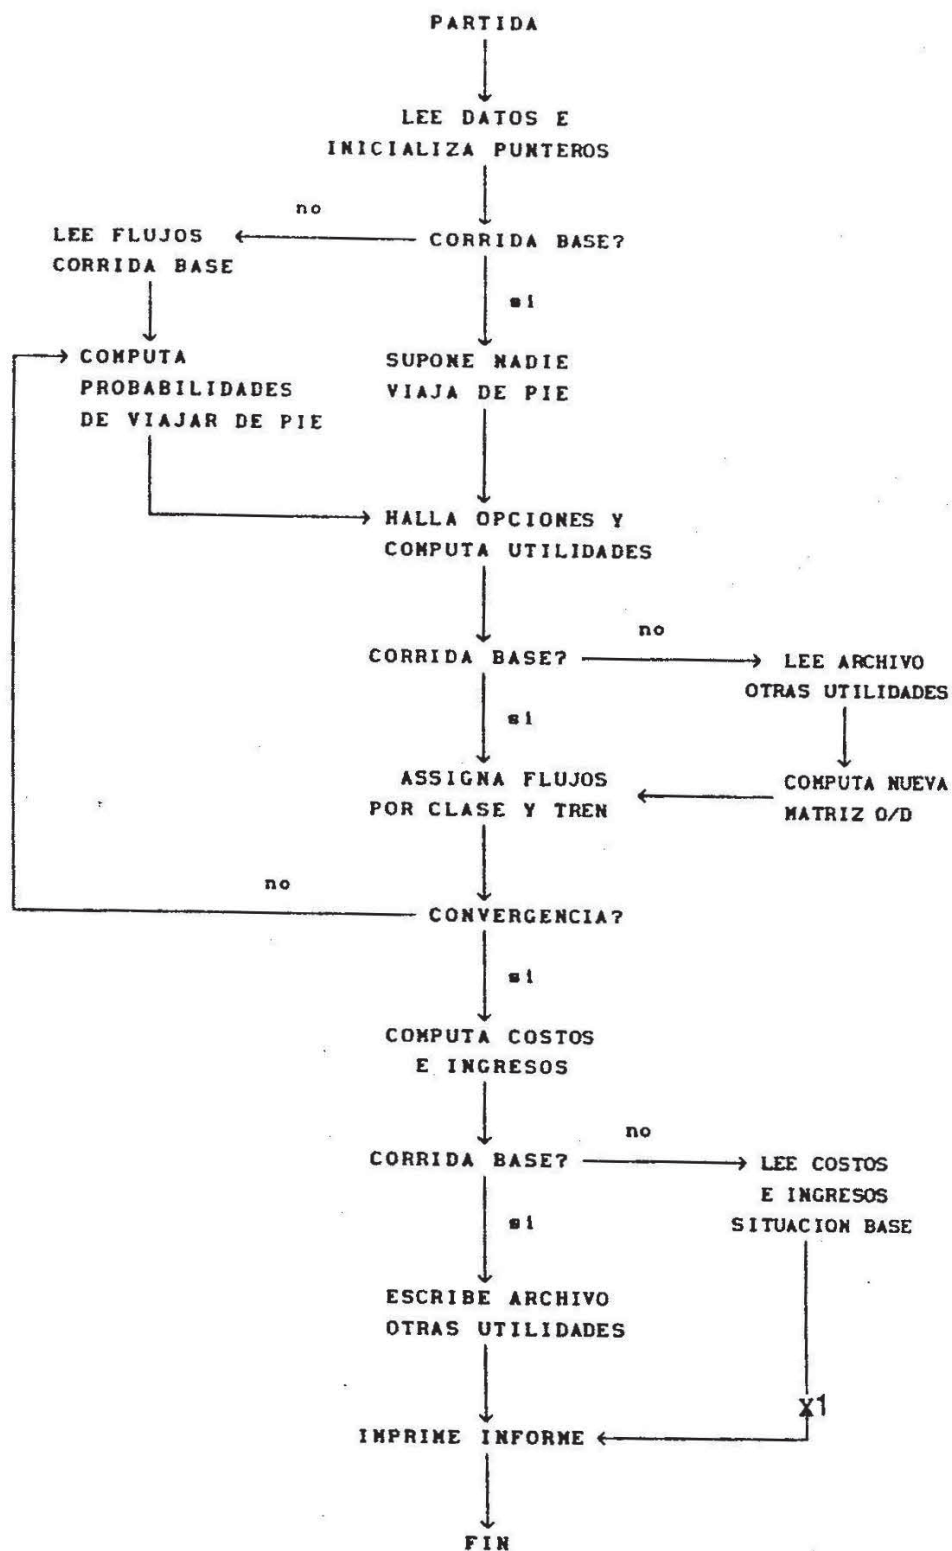 PARTIDA
LEE DATOS E
INICIALIZA PUNTEROS
no
LEE FLUJOS
CORRIDA BASE
CORRIDA BASE?
si
COMPUTA
PROBABILIDADES
DE VIAJAR DE PIE
SUPONE NADIE
VIAJA DE PIE
HALLA OPCIONES Y
COMPUTA UTILIDADES
no
CORRIDA BASE?
LEE ARCHIVO
OTRAS UTILIDADES
si
ASSIGNA FLUJOS
POR CLASE Y TREN
COMPUTA NUEVA
MATRIZ O/D
no
CONVERGENCIA?
si
COMPUTA COSTOS
E INGRESOS
no
CORRIDA BASE?
LEE COSTOS
E INGRESOS
SITUACION BASE
si
ESCRIBE ARCHIVO
OTRAS UTILIDADES
X1
IMPRIME INFORME
FIN